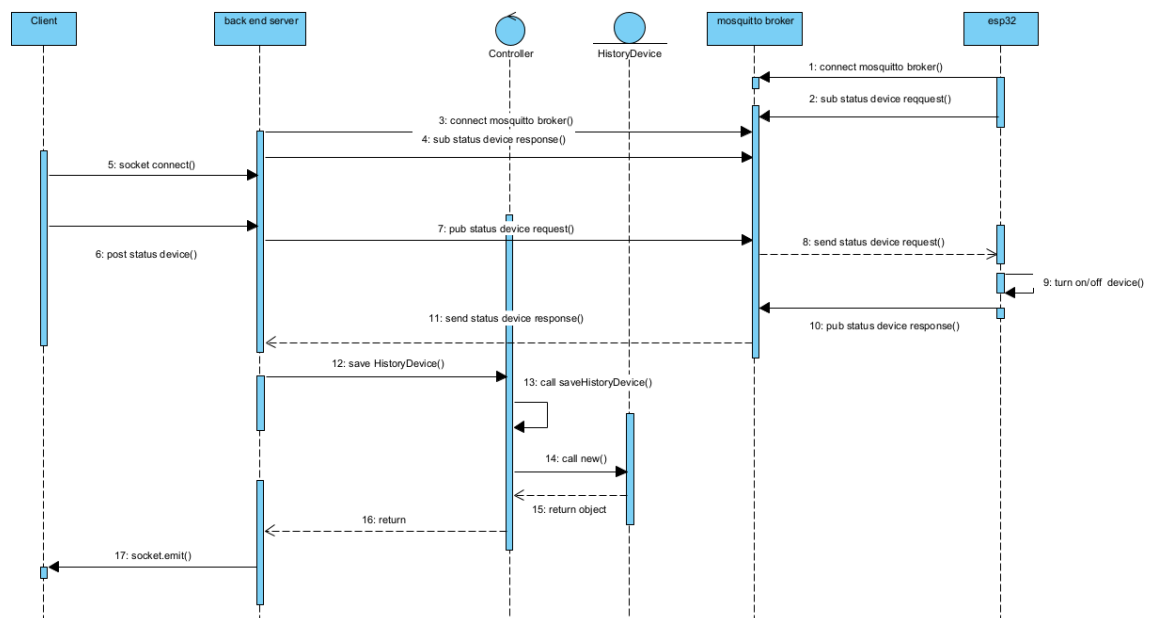 Client
back end server
Controller
HistoryDevice
mosquitto broker
esp32
1: connect mosquitto broker()
2: sub status device reqquest()
3: connect mosquitto broker()
4: sub status device response()
5: socket connect()
6: post status device()
7: pub status device request()
8: send status device request()
9: turn on/off device()
10: pub status device response()
11: send status device response()
12: save HistoryDevice()
13: call saveHistoryDevice()
14: call new()
15: return object
16: return
17: socket.emit()